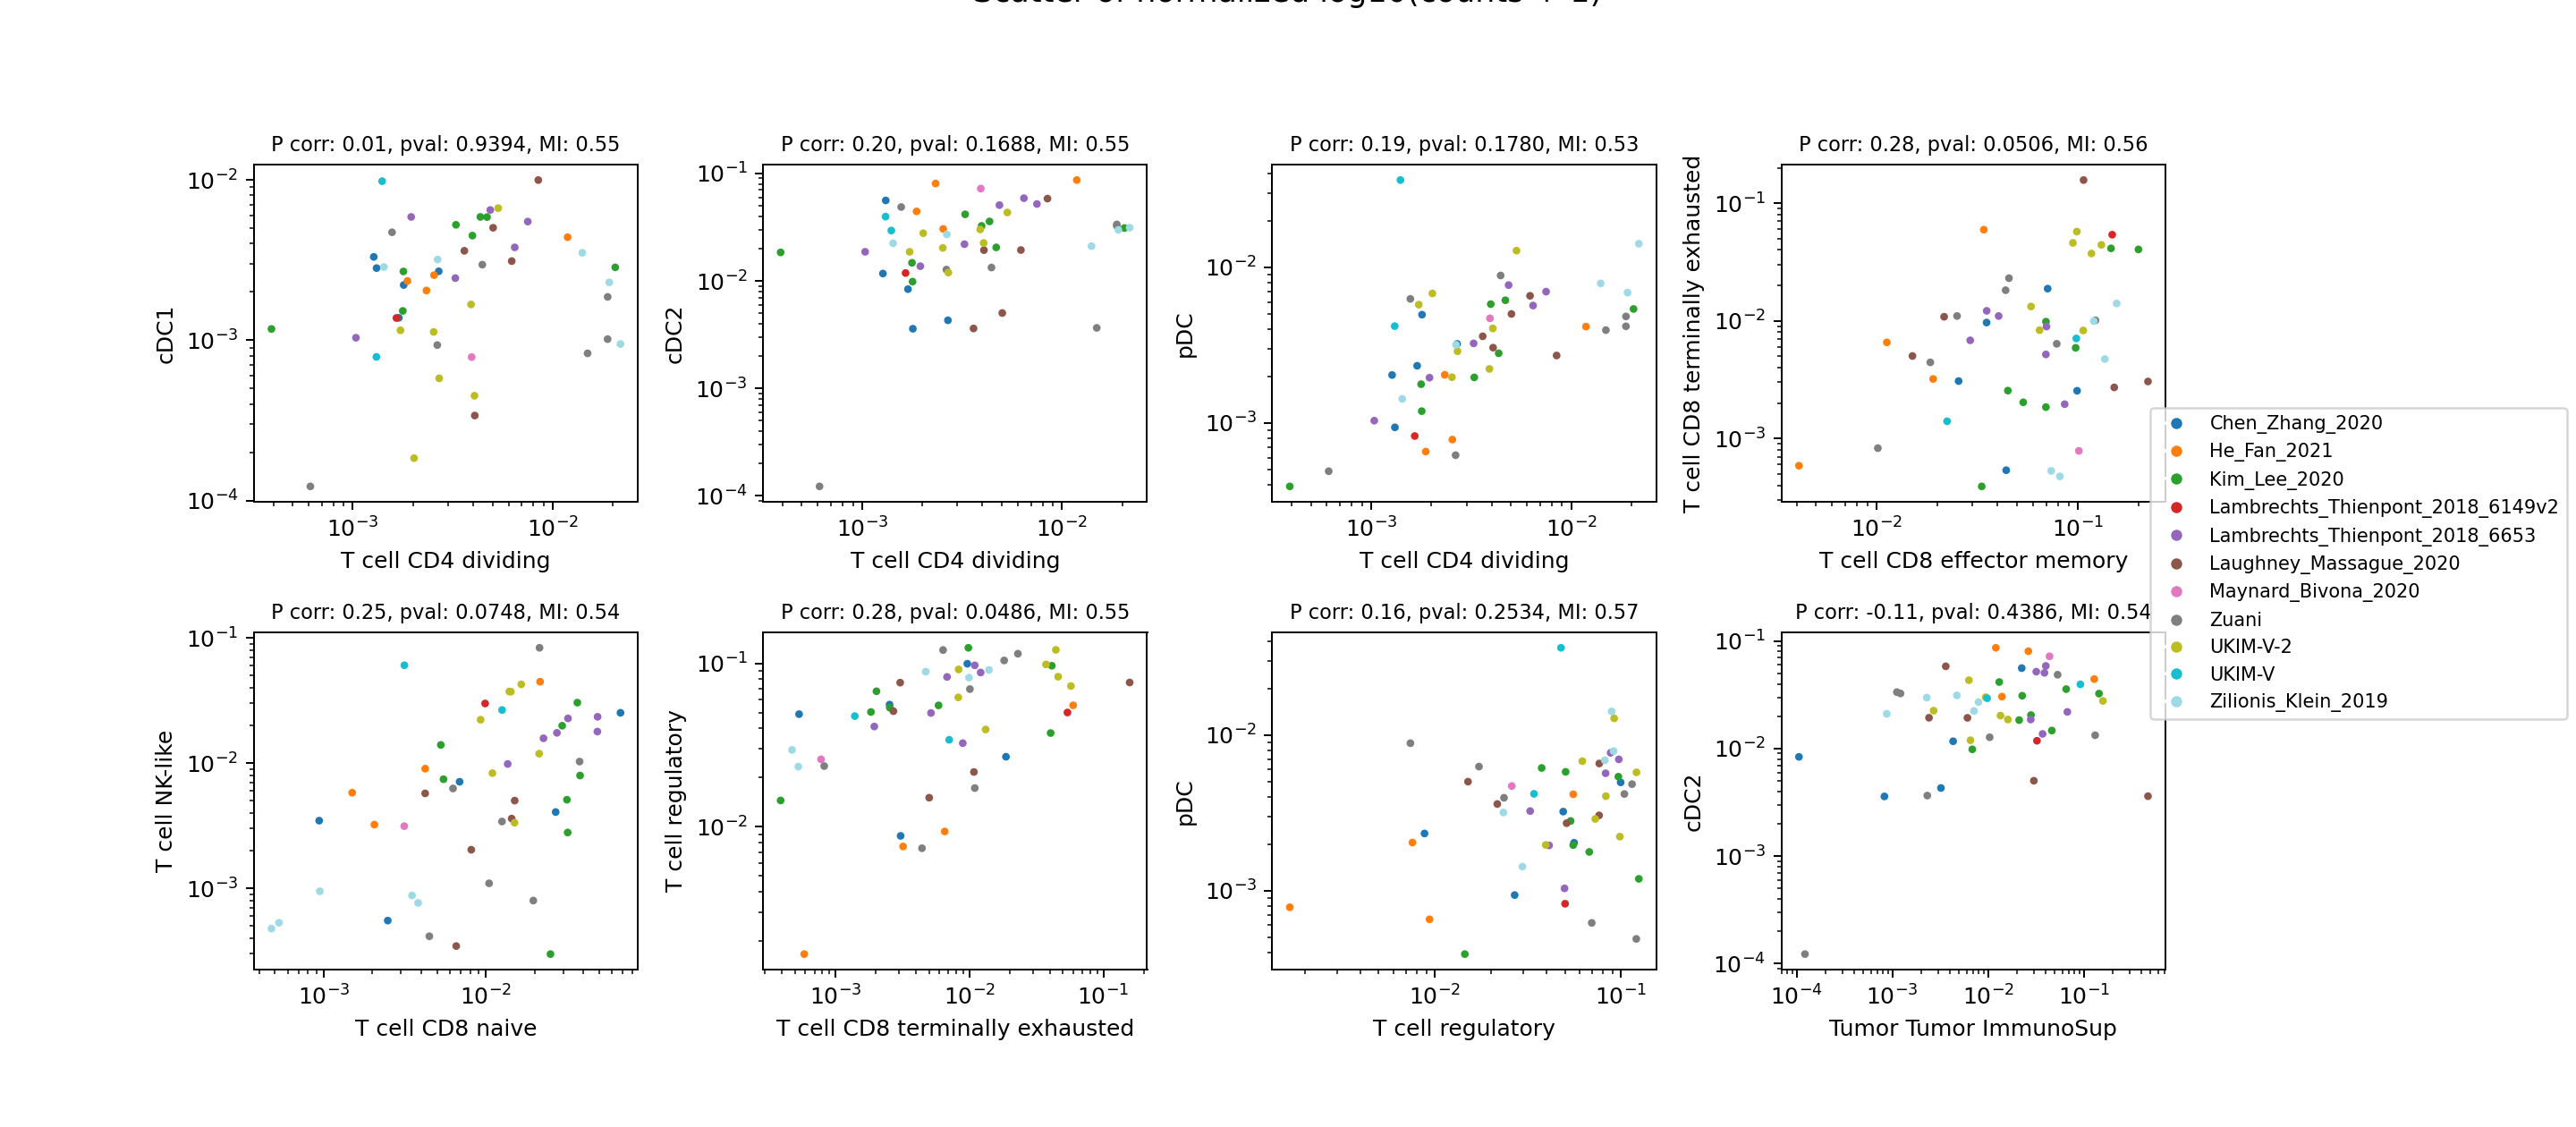 Scatter of normalized log10(counts + 1)
P corr: 0.01, pval: 0.9394, MI: 0.55
cDC1
10⁻²
10⁻³
10⁻⁴
10⁻³ 10⁻²
T cell CD4 dividing
P corr: 0.20, pval: 0.1688, MI: 0.55
cDC2
10⁻¹
10⁻²
10⁻³
10⁻⁴
10⁻³ 10⁻²
T cell CD4 dividing
P corr: 0.19, pval: 0.1780, MI: 0.53
pDC
10⁻²
10⁻³
10⁻³ 10⁻²
T cell CD4 dividing
P corr: 0.28, pval: 0.0506, MI: 0.56
T cell CD8 terminally exhausted
10⁻¹
10⁻²
10⁻³
10⁻² 10⁻¹
T cell CD8 effector memory
Chen_Zhang_2020
He_Fan_2021
Kim_Lee_2020
Lambrechts_Thienpont_2018_6149v2
Lambrechts_Thienpont_2018_6653
Laughney_Massague_2020
Maynard_Bivona_2020
Zuani
UKIM-V-2
UKIM-V
Zilionis_Klein_2019
P corr: 0.25, pval: 0.0748, MI: 0.54
T cell NK-like
10⁻¹
10⁻²
10⁻³
10⁻³ 10⁻²
T cell CD8 naive
P corr: 0.28, pval: 0.0486, MI: 0.55
T cell regulatory
10⁻¹
10⁻²
10⁻³ 10⁻² 10⁻¹
T cell CD8 terminally exhausted
P corr: 0.16, pval: 0.2534, MI: 0.57
pDC
10⁻²
10⁻³
10⁻² 10⁻¹
T cell regulatory
P corr: -0.11, pval: 0.4386, MI: 0.54
cDC2
10⁻¹
10⁻²
10⁻³
10⁻⁴
10⁻⁴ 10⁻³ 10⁻² 10⁻¹
Tumor Tumor ImmunoSup